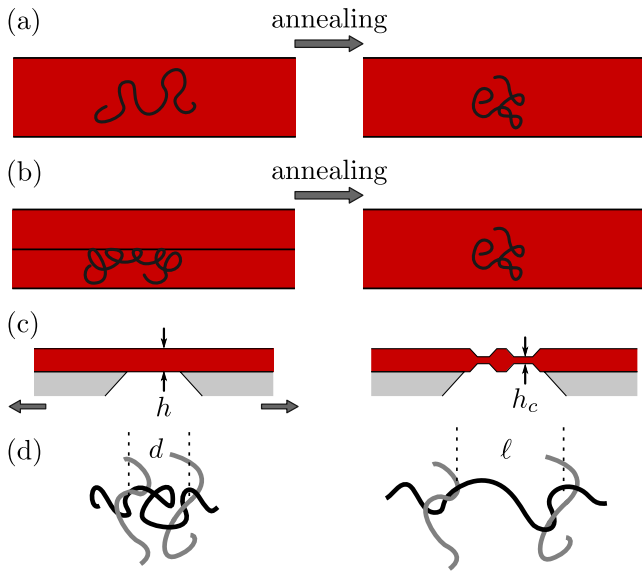 (a)
annealing
(b)
annealing
(c)
h
h_c
(d)
d
ℓ